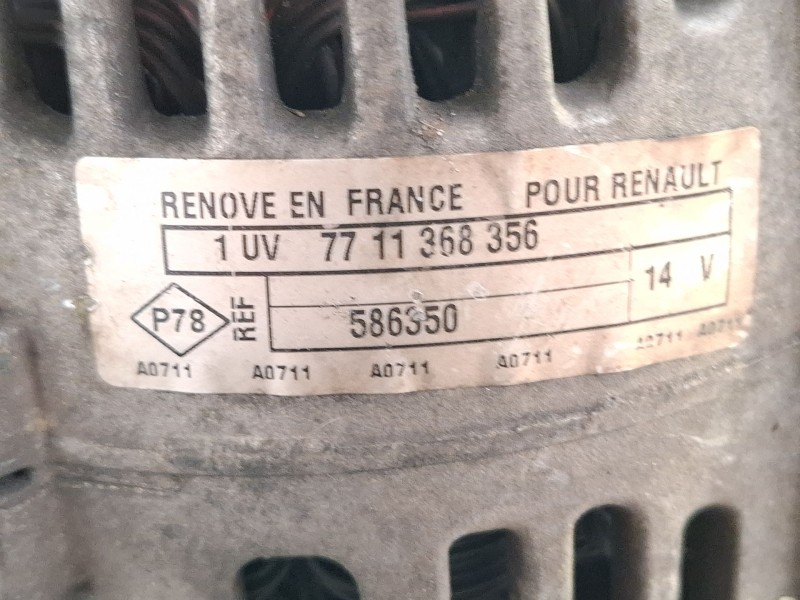 RENOVE EN FRANCE POUR RENAULT
1 UV 77 11 368 356
14 V
P78 REF 586350
A0711 A0711 A0711 A0711 A0711 A0711